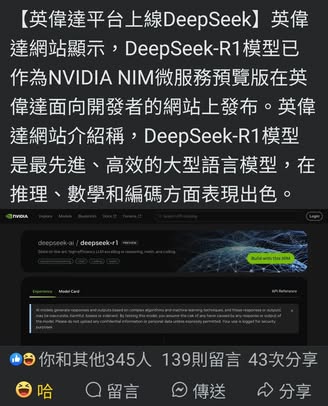 【英偉達平台上線DeepSeek】英偉
達網站顯示，DeepSeek-R1模型已
作為NVIDIA NIM微服務預覽版在英
偉達面向開發者的網站上發布。英偉
達網站介紹稱，DeepSeek-R1模型
是最先進、高效的大型語言模型，在
推理、數學和編碼方面表現出色。
NVIDIA
Explore Models Blueprints Docs Forums Login
deepseek-ai / deepseek-r1 PREVIEW
Build with this NIM
Experience Model Card API Reference
你和其他345人 139則留言 43次分享
哈 留言 傳送 分享